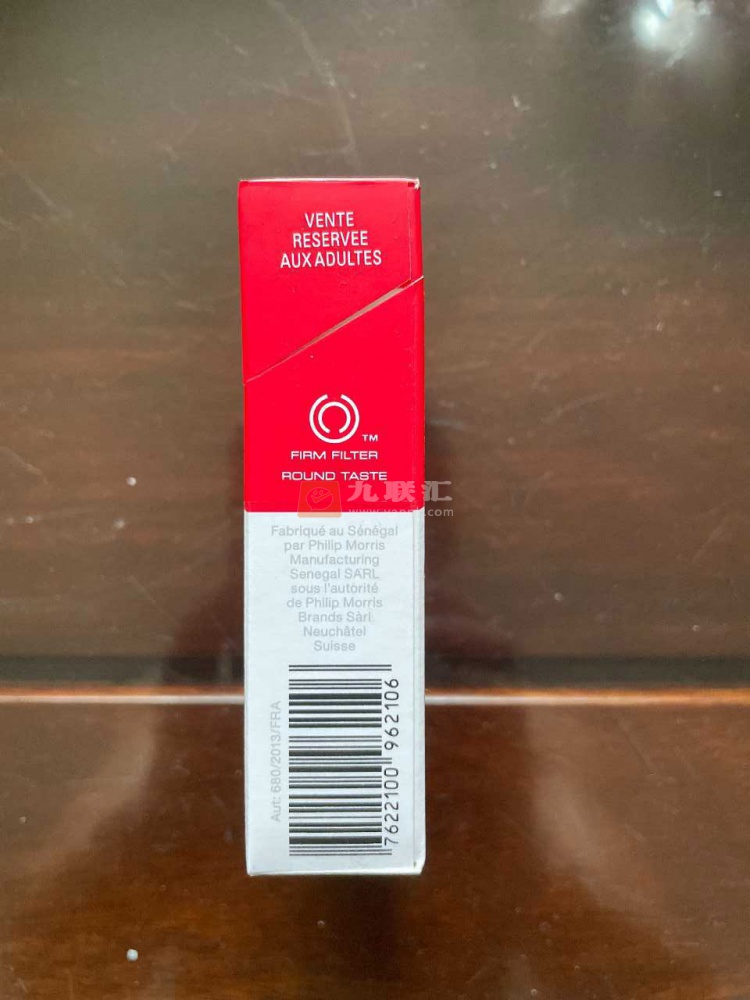 VENTE
RESERVEE
AUX ADULTES
TM
FIRM FILTER
ROUND TASTE
九联汇
Fabriqué au Sénégal
par Philip Morris
Manufacturing
Senegal SARL
sous l'autorité
de Philip Morris
Brands Sàrl
Neuchâtel
Suisse
Aut: 680/2013/FRA
7622100 962106